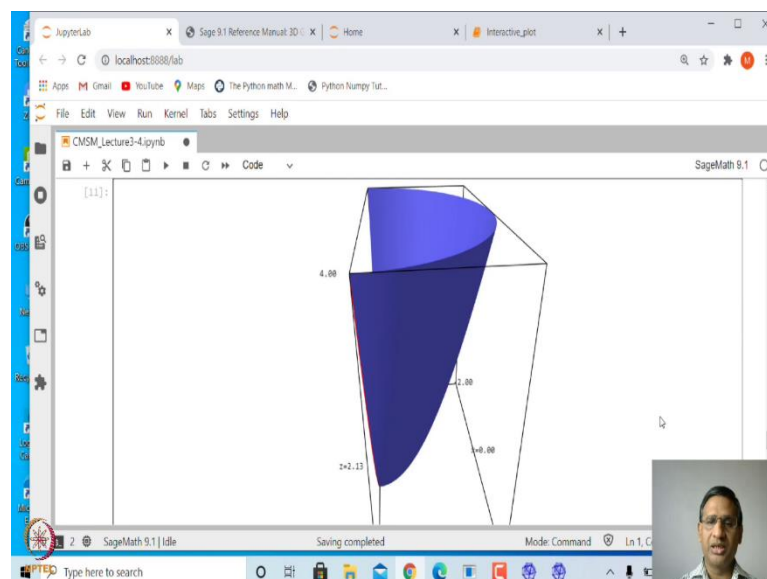 JupyterLab
Sage 9.1 Reference Manual: 3D G
Home
Interactive_plot
localhost:8888/lab
M
Apps
Gmail
YouTube
Maps
The Python math M...
Python Numpy Tut...
File Edit View Run Kernel Tabs Settings Help
CMSM_Lecture3-4.ipynb
Code
SageMath 9.1
[11]:
4.00
2.00
z=2.13
2
SageMath 9.1 | Idle
Saving completed
Mode: Command
Ln 1,
NPTEL
Type here to search